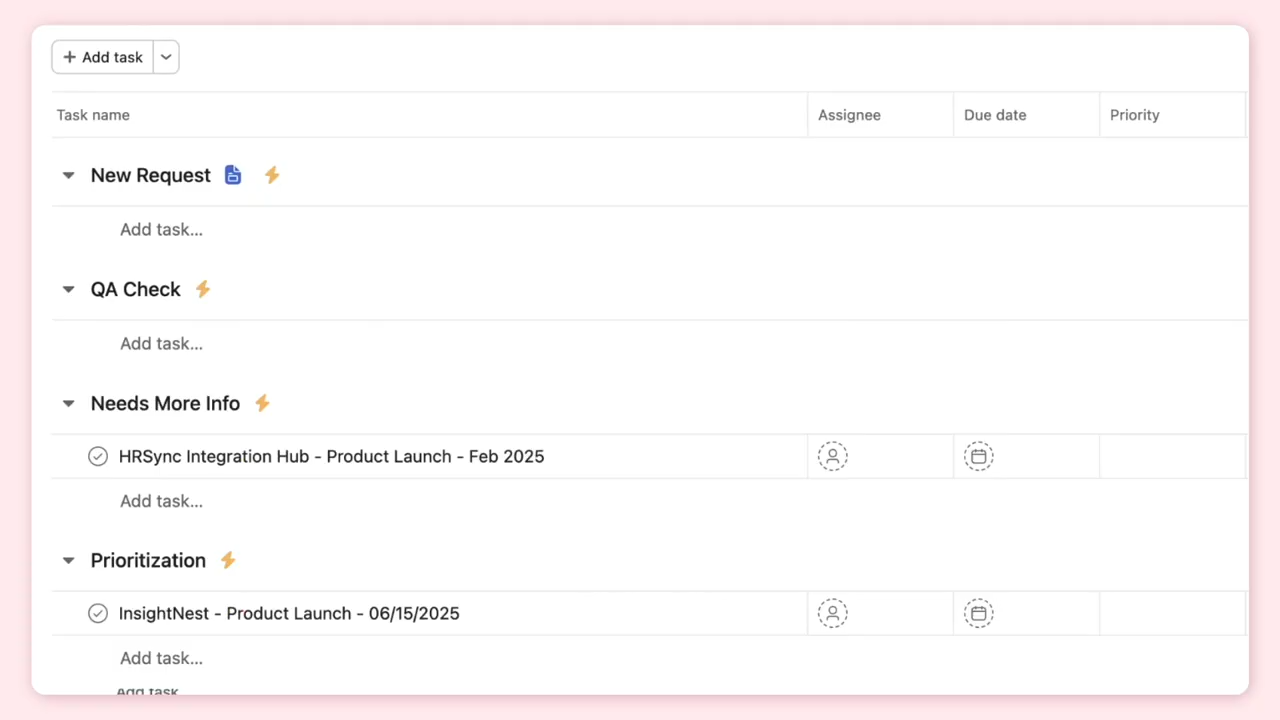 + Add task
Task name Assignee Due date Priority
New Request
Add task...
QA Check
Add task...
Needs More Info
HRSync Integration Hub - Product Launch - Feb 2025
Add task...
Prioritization
InsightNest - Product Launch - 06/15/2025
Add task...
Add task